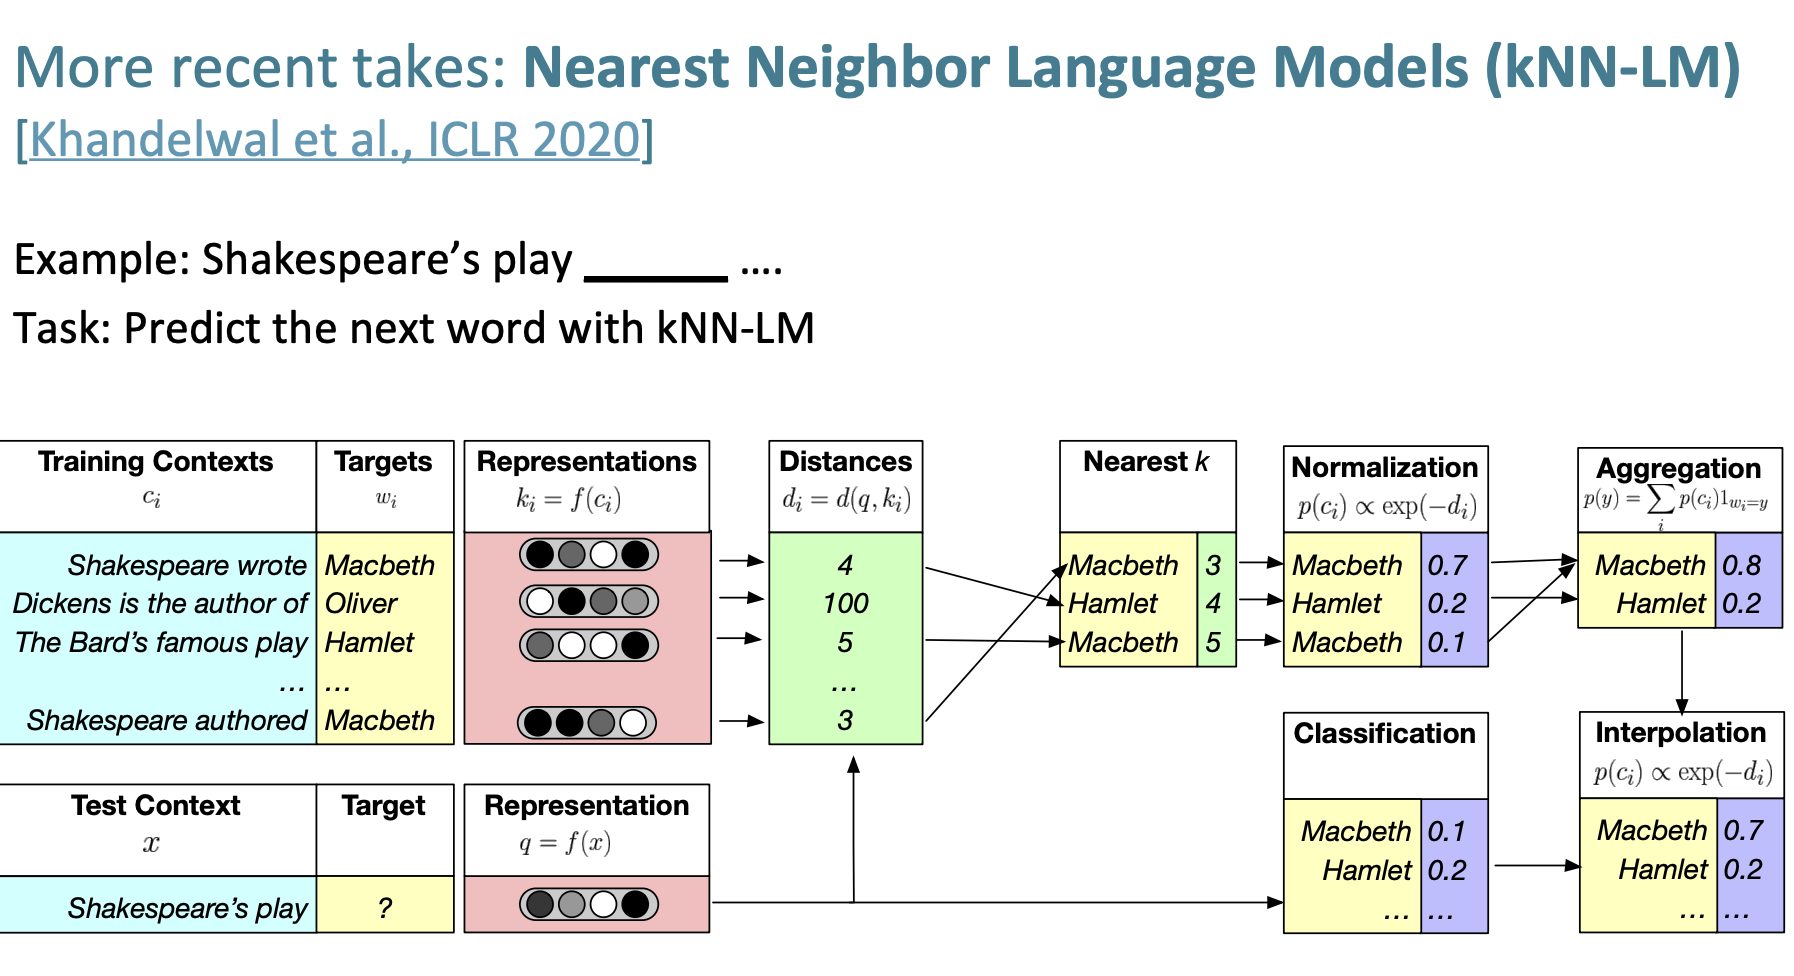 More recent takes: Nearest Neighbor Language Models (kNN-LM)
[Khandelwal et al., ICLR 2020]
Example: Shakespeare’s play ______ ....
Task: Predict the next word with kNN-LM
Training Contexts
c_i
Targets
w_i
Representations
k_i = f(c_i)
Distances
d_i = d(q, k_i)
Nearest k
Normalization
p(c_i) ∝ exp(−d_i)
Aggregation
p(y) = ∑_i p(c_i)1_{w_i=y}
Shakespeare wrote Macbeth
Dickens is the author of Oliver
The Bard’s famous play Hamlet
... ...
Shakespeare authored Macbeth
4
100
5
...
3
Macbeth 3
Hamlet 4
Macbeth 5
Macbeth 0.7
Hamlet 0.2
Macbeth 0.1
Macbeth 0.8
Hamlet 0.2
Test Context
x
Target
Representation
q = f(x)
Shakespeare’s play ?
Classification
Macbeth 0.1
Hamlet 0.2
... ...
Interpolation
p(c_i) ∝ exp(−d_i)
Macbeth 0.7
Hamlet 0.2
... ...